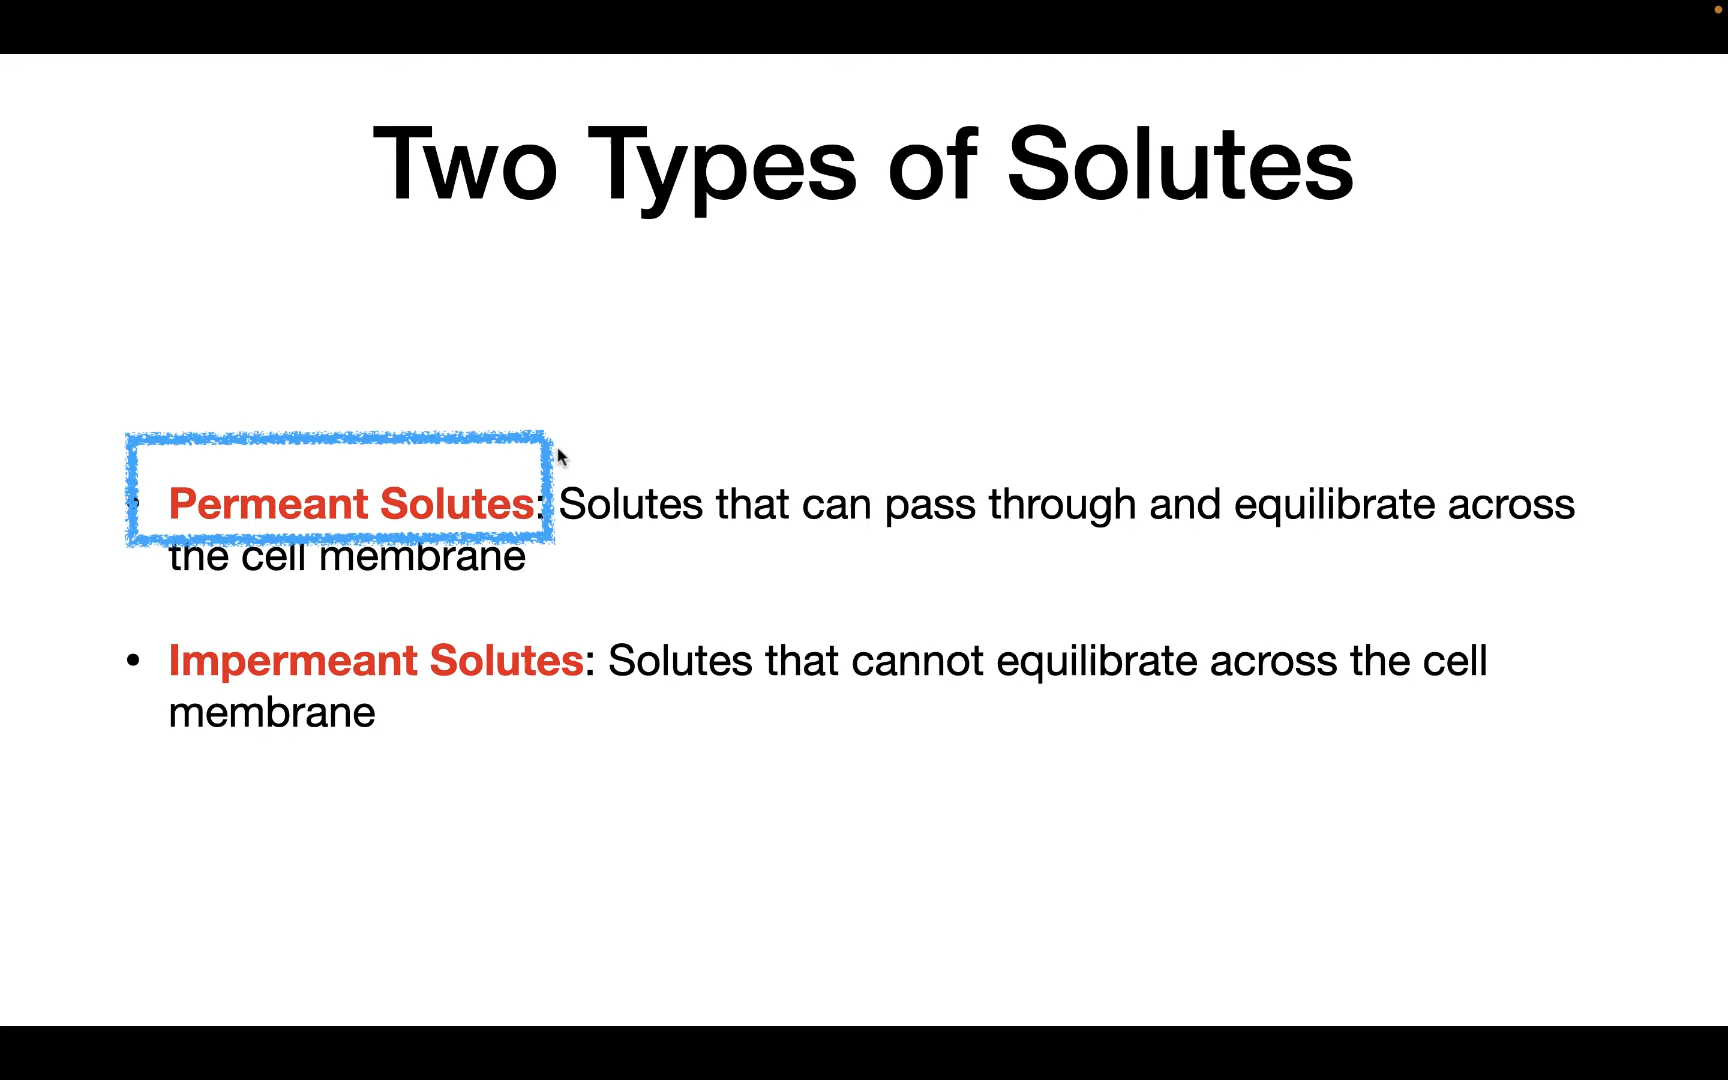 Two Types of Solutes
• Permeant Solutes: Solutes that can pass through and equilibrate across
the cell membrane
• Impermeant Solutes: Solutes that cannot equilibrate across the cell
membrane